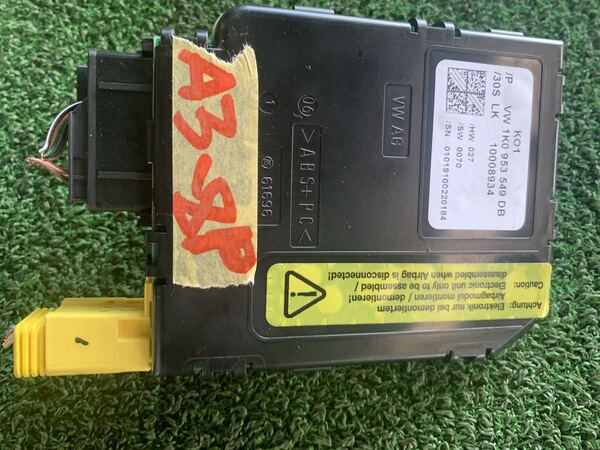 A3-8P
KO1
/P VW 1K0 953 549 DB
/30S LK 10008934
/HW 037
/SW 0070
/SN 01019100220184
VW AG
>ABS+PC<
61696
Achtung: Elektronik nur bei demontiertem
Airbagmodul montieren / demontieren!
Caution: Electronic unit only to be assembled /
disassembled when Airbag is disconnected!